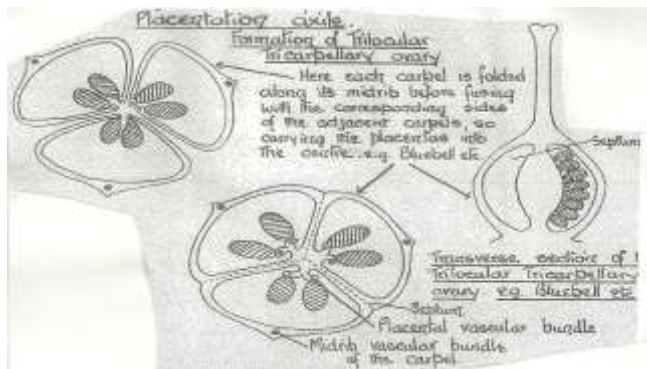 Placentation axile.
Formation of Trilocular
Tricarpellary ovary
Here each carpel is folded
along its midrib before fusing
with the corresponding sides
of the adjacent carpels, so
carrying the placentas into
the centre. e.g. Bluebell etc
Septum
Transverse section of
Trilocular Tricarpellary
ovary e.g. Bluebell etc
Septum
Placental vascular bundle
Midrib vascular bundle
of the carpel